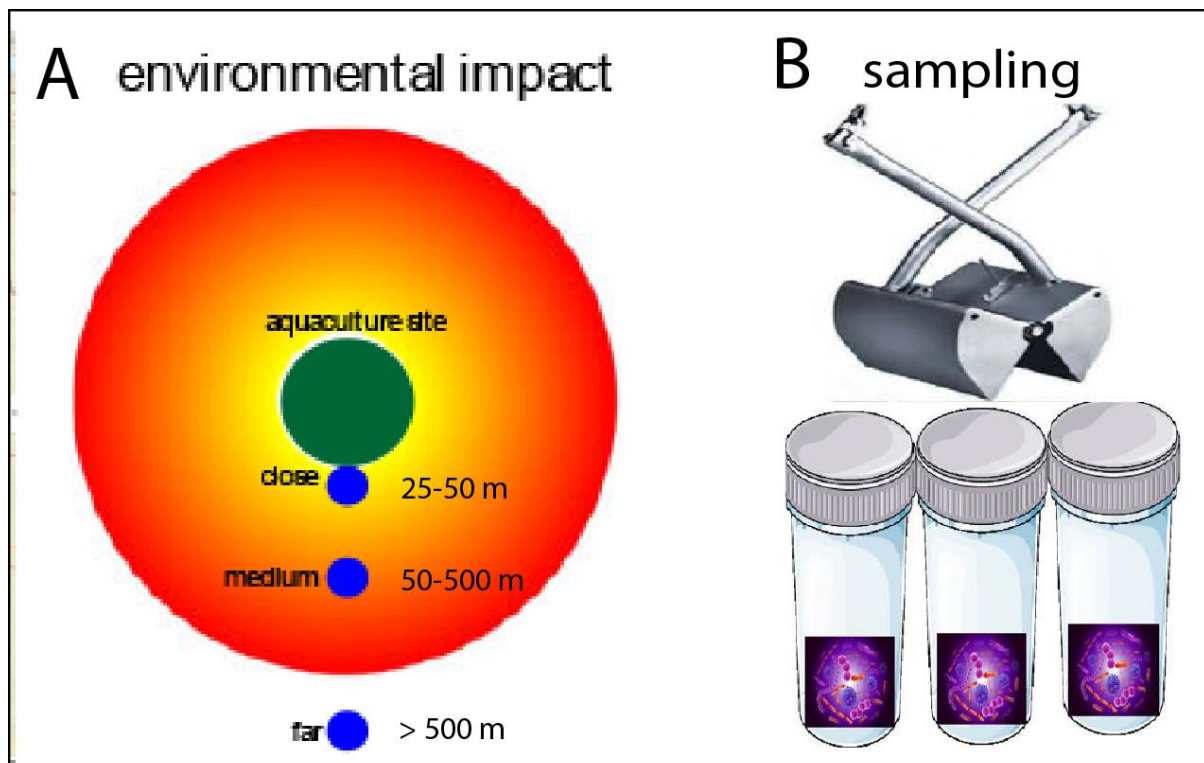 A environmental impact
aquaculture site
close 25-50 m
medium 50-500 m
far > 500 m
B sampling